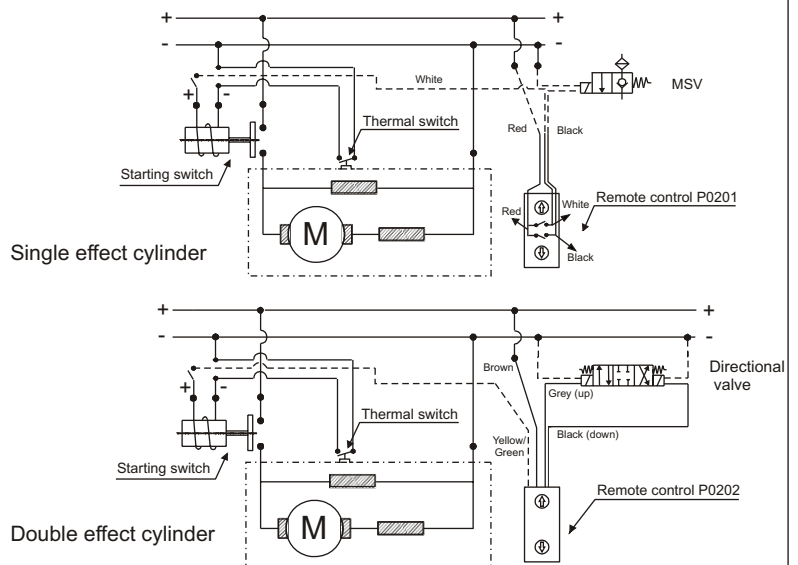 + +
- -
White
MSV
+ -
Thermal switch
Red Black
Starting switch
Remote control P0201
White
Red
M
Black
Single effect cylinder
+ +
- -
Brown
Directional
valve
+ -
Grey (up)
Thermal switch
Black (down)
Yellow/
Green
Starting switch
Remote control P0202
M
Double effect cylinder